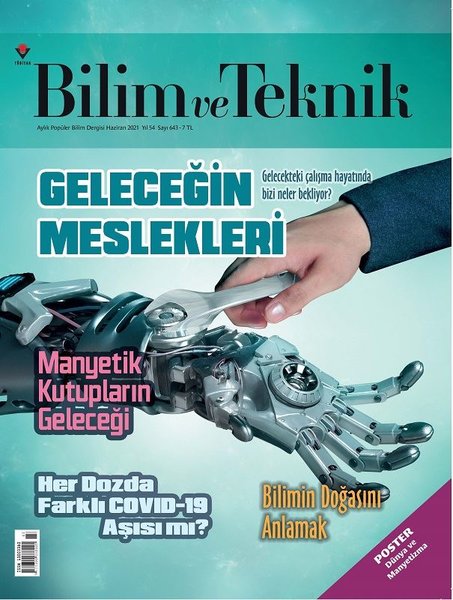 TÜBİTAK
Bilim ve Teknik
Aylık Popüler Bilim Dergisi Haziran 2021 Yıl 54 Sayı 643 - 7 TL
GELECEĞİN
MESLEKLERİ
Gelecekteki çalışma hayatında
bizi neler bekliyor?
Manyetik
Kutupların
Geleceği
Her Dozda
Farklı COVID-19
Aşısı mı?
Bilimin Doğasını
Anlamak
POSTER
Dünya ve
Manyetizma